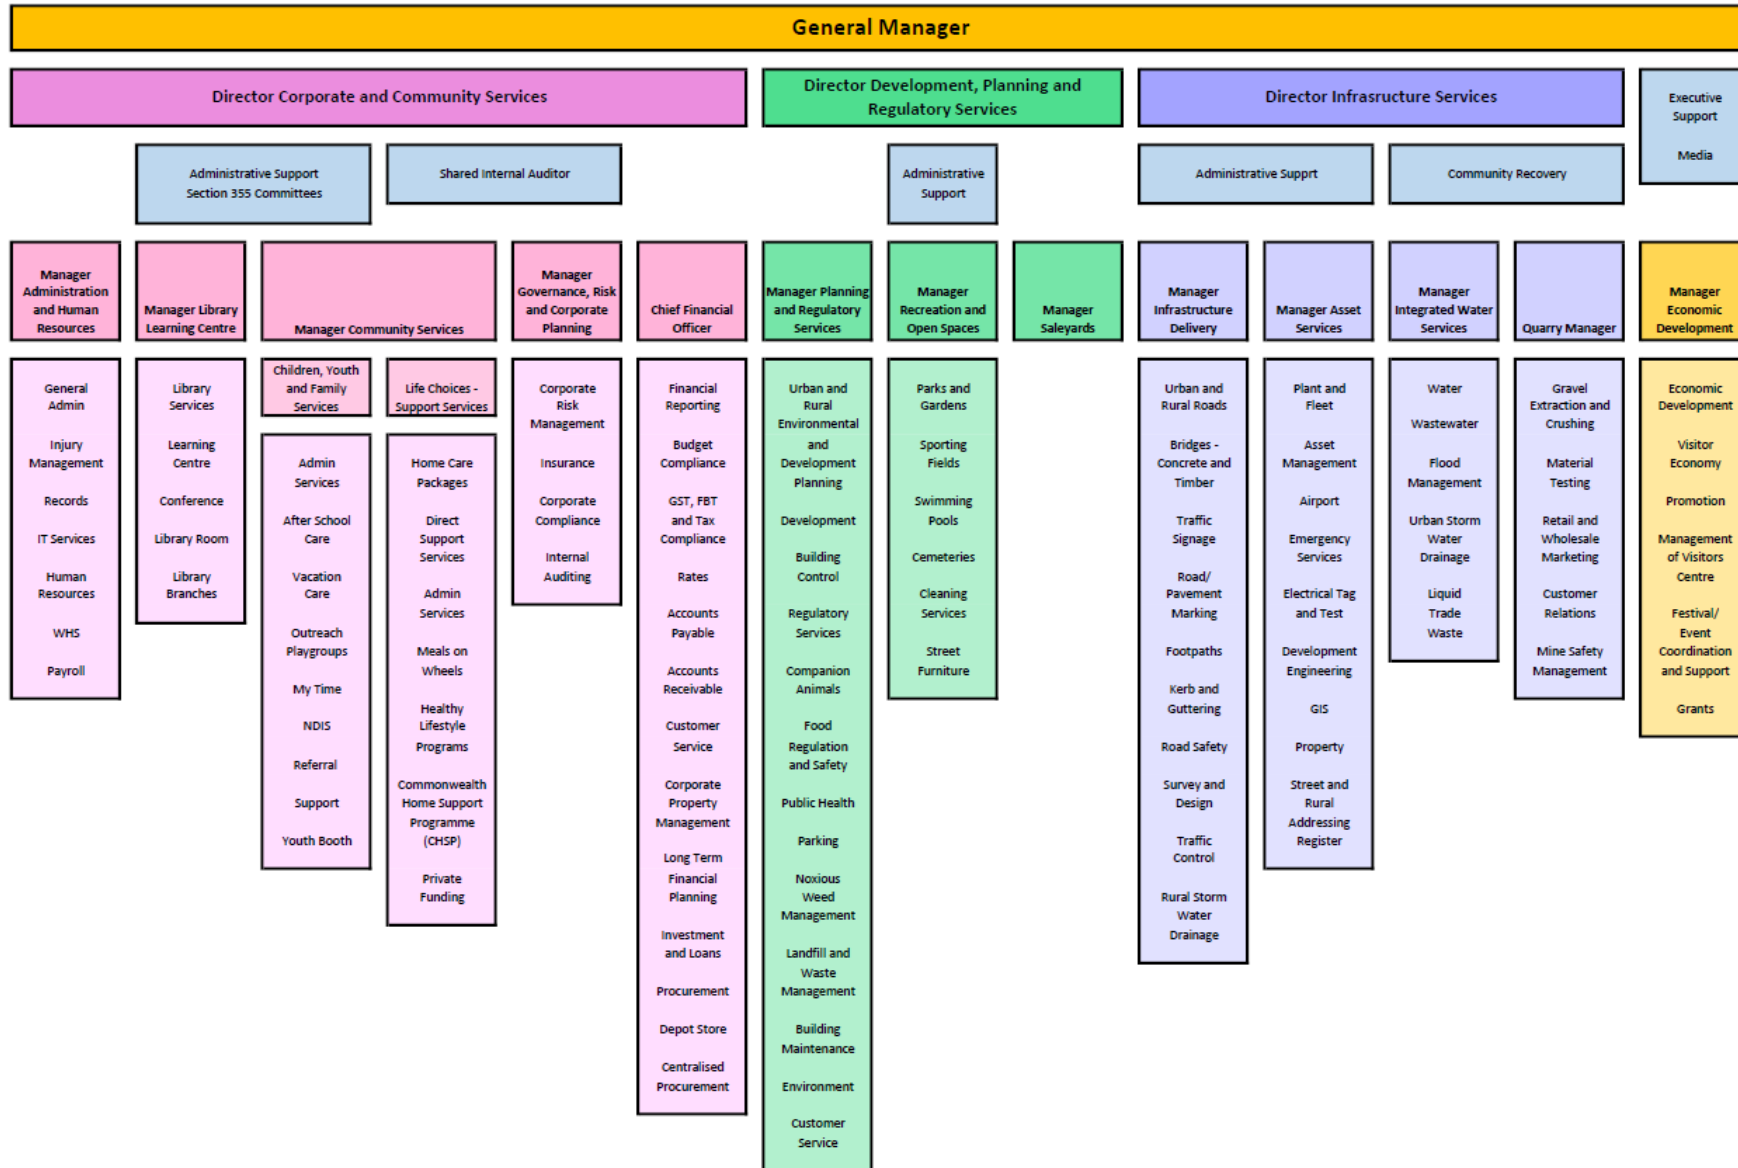 General Manager
Director Corporate and Community Services
Director Development, Planning and
Regulatory Services
Director Infrasructure Services
Executive
Support
Media
Administrative Support
Section 355 Committees
Shared Internal Auditor
Administrative
Support
Administrative Supprt
Community Recovery
Manager
Administration
and Human
Resources
Manager Library
Learning Centre
Manager Community Services
Manager
Governance, Risk
and Corporate
Planning
Chief Financial
Officer
Manager Planning
and Regulatory
Services
Manager
Recreation and
Open Spaces
Manager
Saleyards
Manager
Infrastructure
Delivery
Manager Asset
Services
Manager
Integrated Water
Services
Quarry Manager
Manager
Economic
Development
General
Admin
Injury
Management
Records
IT Services
Human
Resources
WHS
Payroll
Library
Services
Learning
Centre
Conference
Library Room
Library
Branches
Children, Youth
and Family
Services
Admin
Services
After School
Care
Vacation
Care
Outreach
Playgroups
My Time
NDIS
Referral
Support
Youth Booth
Life Choices -
Support Services
Home Care
Packages
Direct
Support
Services
Admin
Services
Meals on
Wheels
Healthy
Lifestyle
Programs
Commonwealth
Home Support
Programme
(CHSP)
Private
Funding
Corporate
Risk
Management
Insurance
Corporate
Compliance
Internal
Auditing
Financial
Reporting
Budget
Compliance
GST, FBT
and Tax
Compliance
Rates
Accounts
Payable
Accounts
Receivable
Customer
Service
Corporate
Property
Management
Long Term
Financial
Planning
Investment
and Loans
Procurement
Depot Store
Centralised
Procurement
Urban and
Rural
Environmental
and
Development
Planning
Development
Building
Control
Regulatory
Services
Companion
Animals
Food
Regulation
and Safety
Public Health
Parking
Noxious
Weed
Management
Landfill and
Waste
Management
Building
Maintenance
Environment
Customer
Service
Parks and
Gardens
Sporting
Fields
Swimming
Pools
Cemeteries
Cleaning
Services
Street
Furniture
Urban and
Rural Roads
Bridges -
Concrete and
Timber
Traffic
Signage
Road/
Pavement
Marking
Footpaths
Kerb and
Guttering
Road Safety
Survey and
Design
Traffic
Control
Rural Storm
Water
Drainage
Plant and
Fleet
Asset
Management
Airport
Emergency
Services
Electrical Tag
and Test
Development
Engineering
GIS
Property
Street and
Rural
Addressing
Register
Water
Wastewater
Flood
Management
Urban Storm
Water
Drainage
Liquid
Trade
Waste
Gravel
Extraction and
Crushing
Material
Testing
Retail and
Wholesale
Marketing
Customer
Relations
Mine Safety
Management
Economic
Development
Visitor
Economy
Promotion
Management
of Visitors
Centre
Festival/
Event
Coordination
and Support
Grants